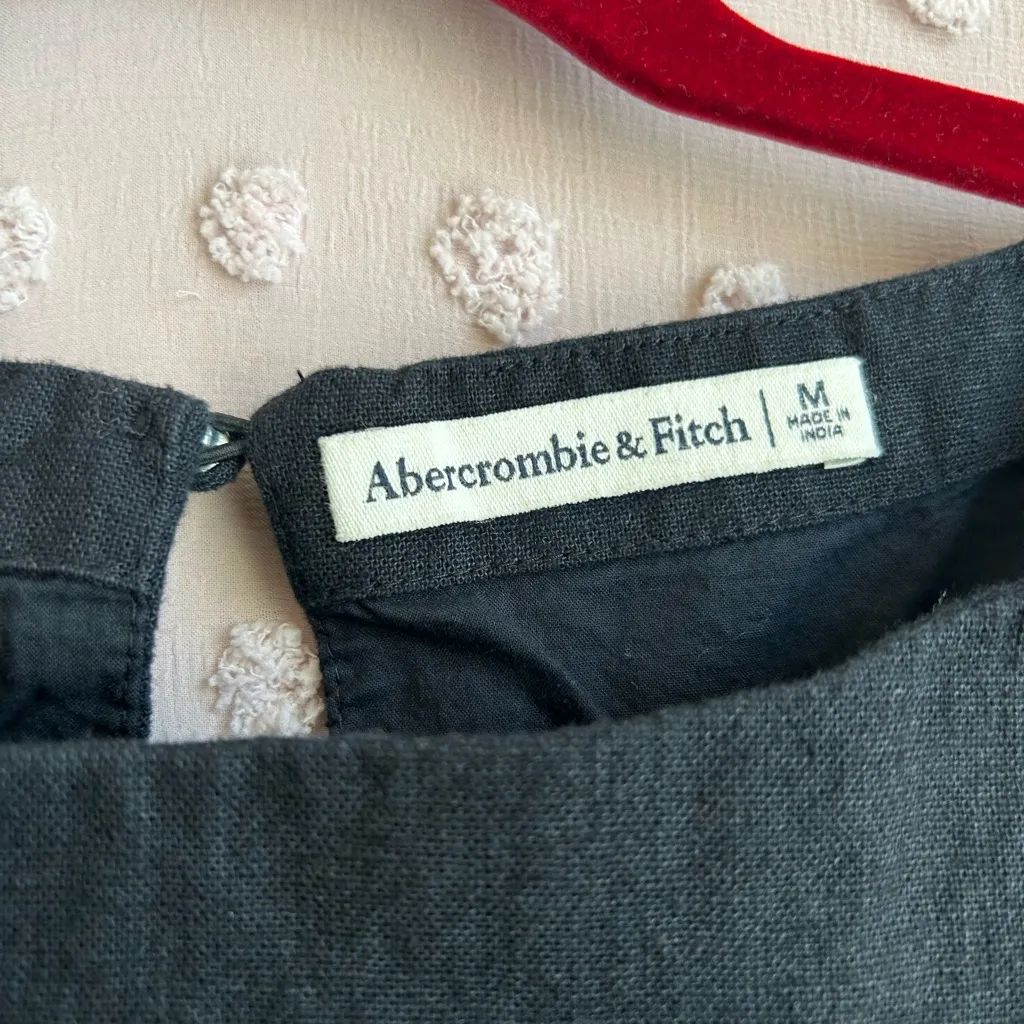 Abercrombie & Fitch
M
MADE IN
INDIA